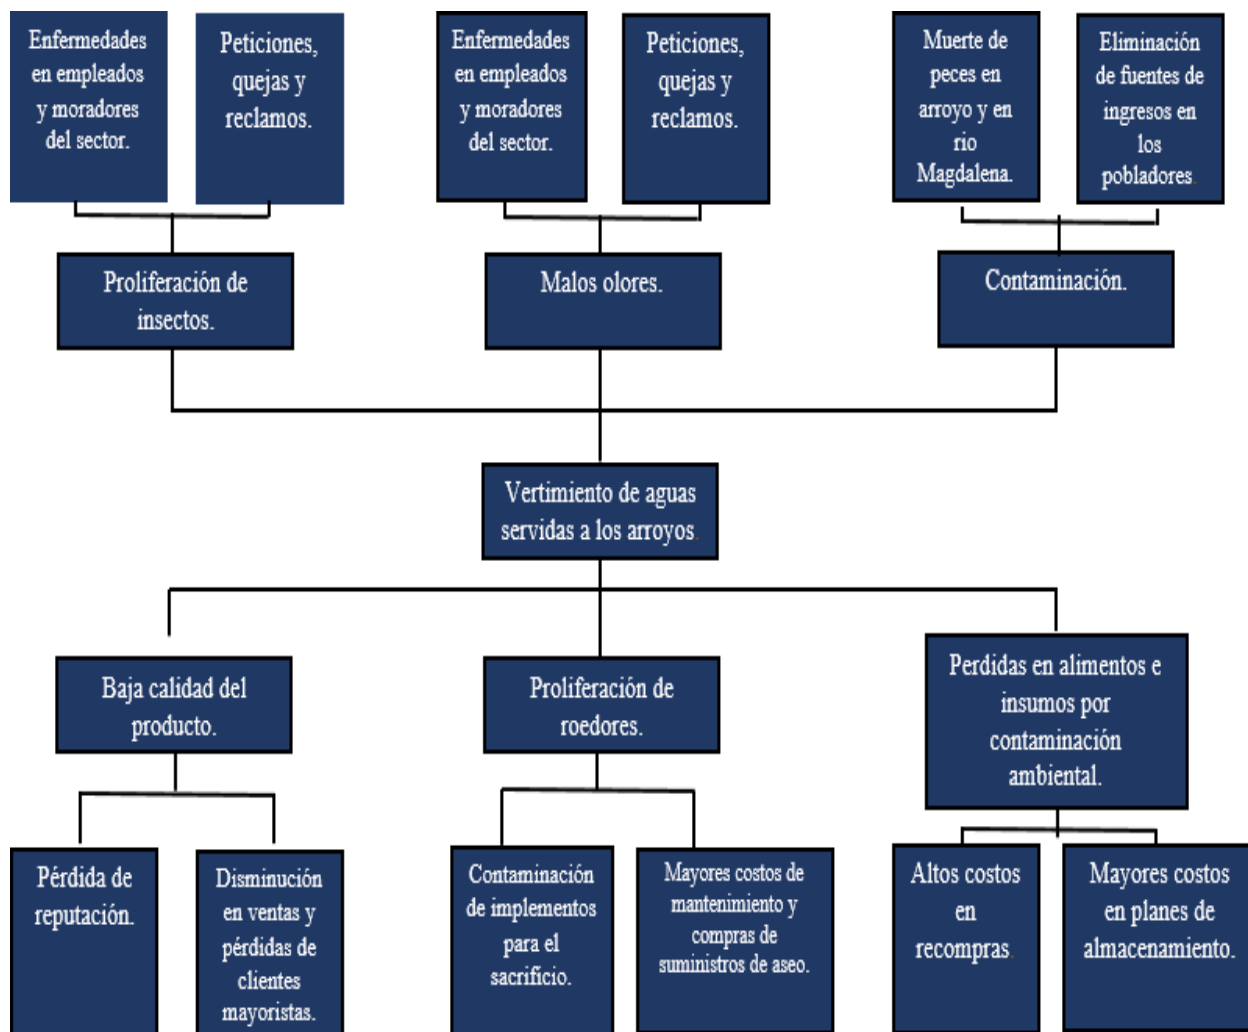 Enfermedades
en empleados
y moradores
del sector.
Peticiones,
quejas y
reclamos.
Enfermedades
en empleados
y moradores
del sector.
Peticiones,
quejas y
reclamos.
Muerte de
peces en
arroyo y en
rio
Magdalena.
Eliminación
de fuentes de
ingresos en
los
pobladores.
Proliferación de
insectos.
Malos olores.
Contaminación.
Vertimiento de aguas
servidas a los arroyos.
Baja calidad del
producto.
Proliferación de
roedores.
Perdidas en alimentos e
insumos por
contaminación
ambiental.
Pérdida de
reputación.
Disminución
en ventas y
pérdidas de
clientes
mayoristas.
Contaminación
de implementos
para el
sacrificio.
Mayores costos de
mantenimiento y
compras de
suministros de aseo.
Altos costos
en
recompras.
Mayores costos
en planes de
almacenamiento.